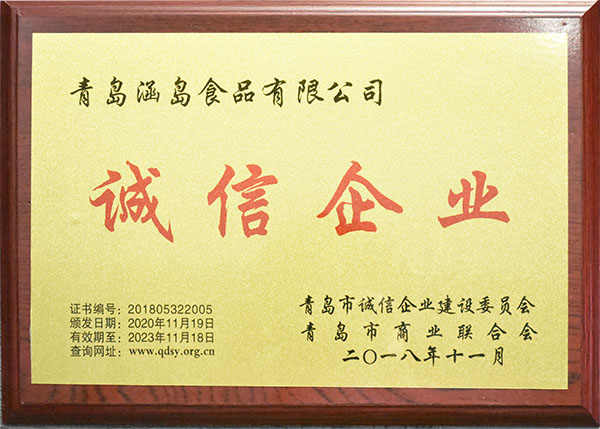 青岛涵岛食品有限公司
诚信企业
证书编号：201805322005
颁发日期：2020年11月19日
有效期至：2023年11月18日
查询网址：www.qdsy.org.cn
青岛市诚信企业建设委员会
青岛市商业联合会
二〇一八年十一月